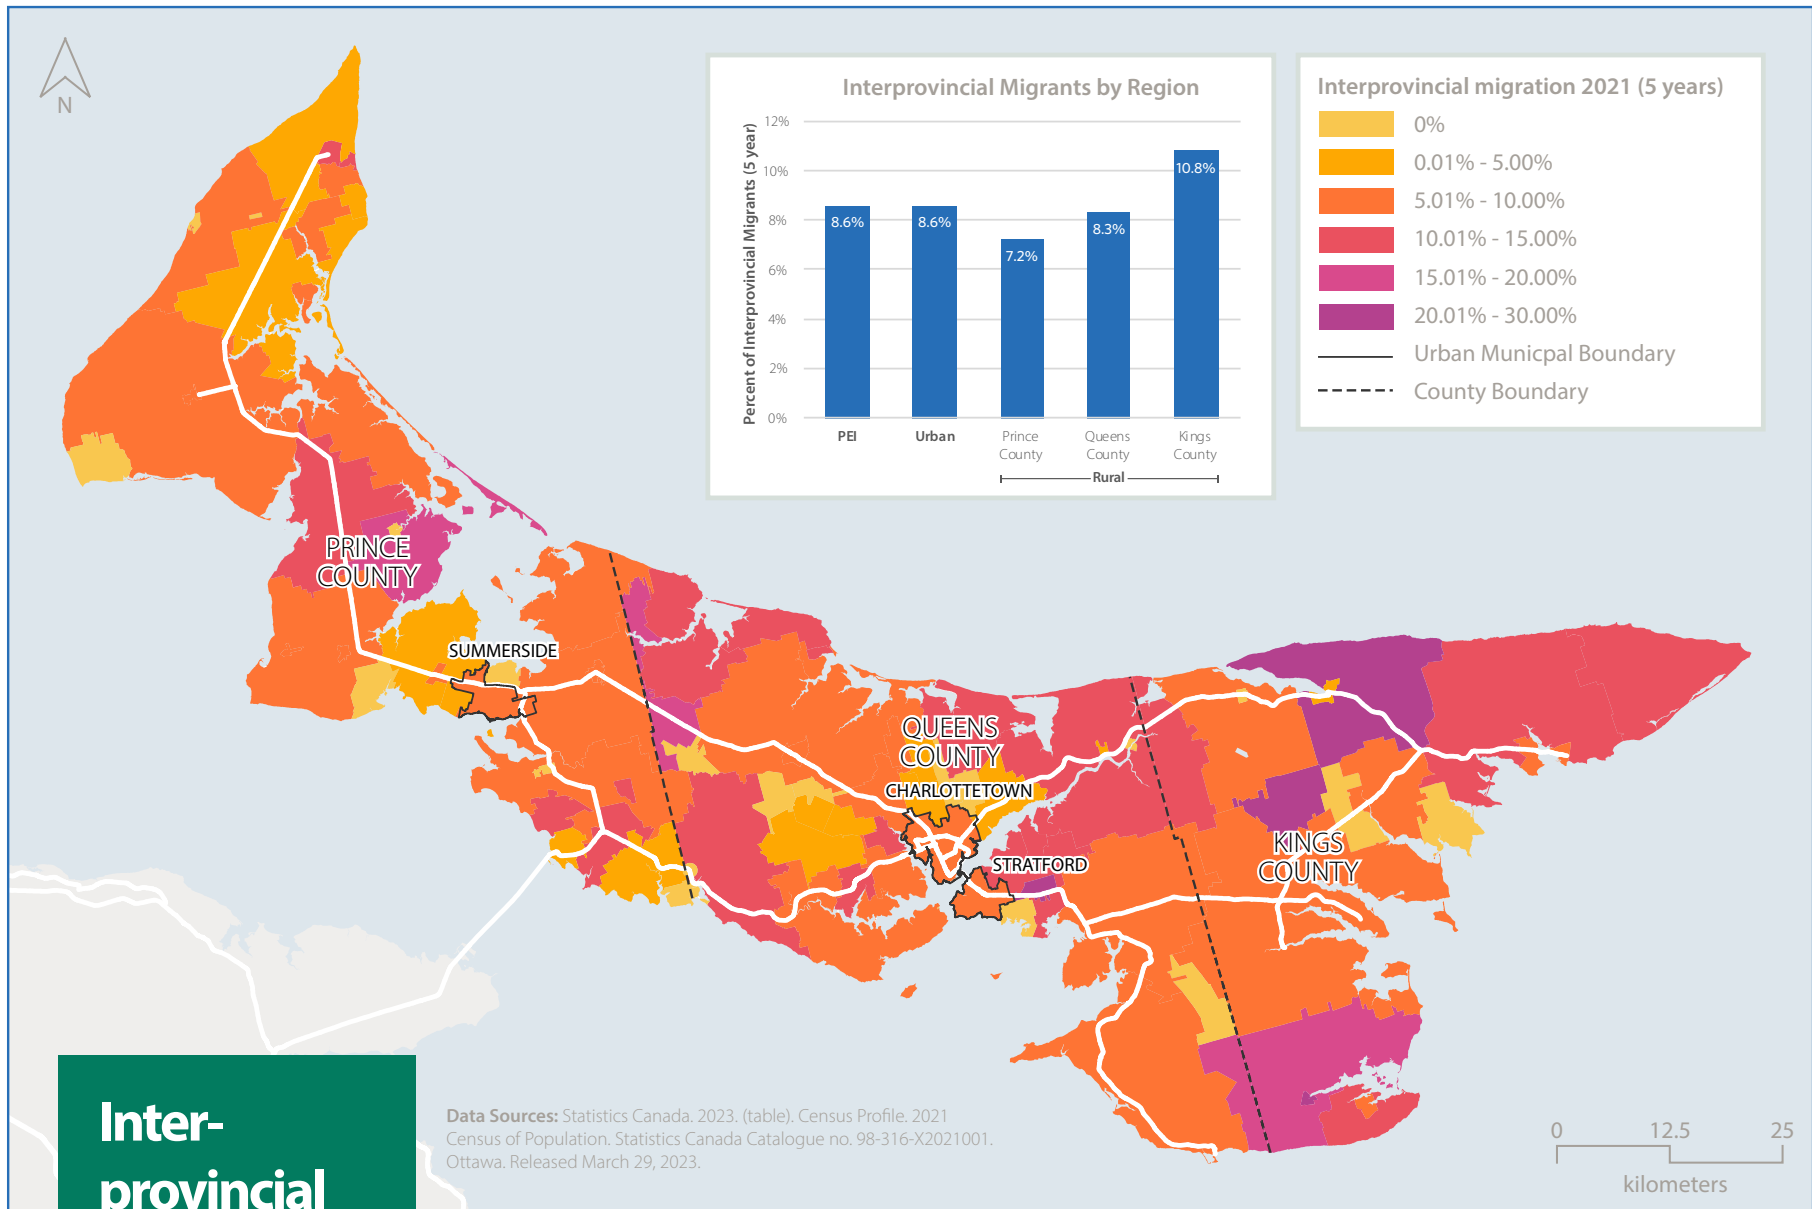 N
Interprovincial Migrants by Region
Percent of Interprovincial Migrants (5 year)
12%
10%
8%
6%
4%
2%
0%
8.6%
8.6%
7.2%
8.3%
10.8%
PEI
Urban
Prince
County
Queens
County
Kings
County
Rural
Interprovincial migration 2021 (5 years)
0%
0.01% - 5.00%
5.01% - 10.00%
10.01% - 15.00%
15.01% - 20.00%
20.01% - 30.00%
Urban Municpal Boundary
County Boundary
PRINCE
COUNTY
SUMMERSIDE
QUEENS
COUNTY
CHARLOTTETOWN
STRATFORD
KINGS
COUNTY
Inter-
provincial
Data Sources: Statistics Canada. 2023. (table). Census Profile. 2021
Census of Population. Statistics Canada Catalogue no. 98-316-X2021001.
Ottawa. Released March 29, 2023.
0 12.5 25
kilometers